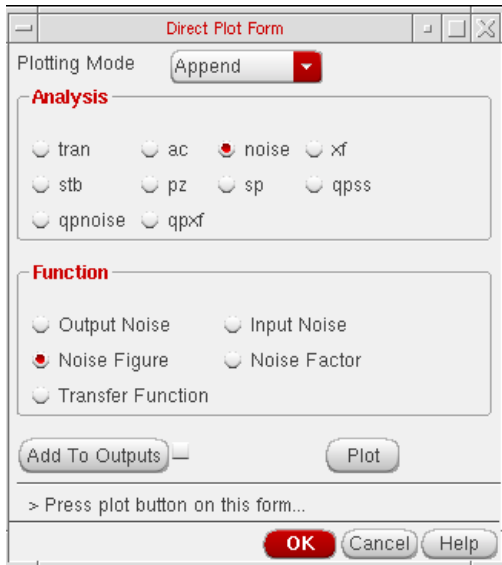 Direct Plot Form
Plotting Mode Append
Analysis
tran ac noise xf
stb pz sp qpss
qpnoise qpxf
Function
Output Noise Input Noise
Noise Figure Noise Factor
Transfer Function
Add To Outputs Plot
> Press plot button on this form...
OK Cancel Help